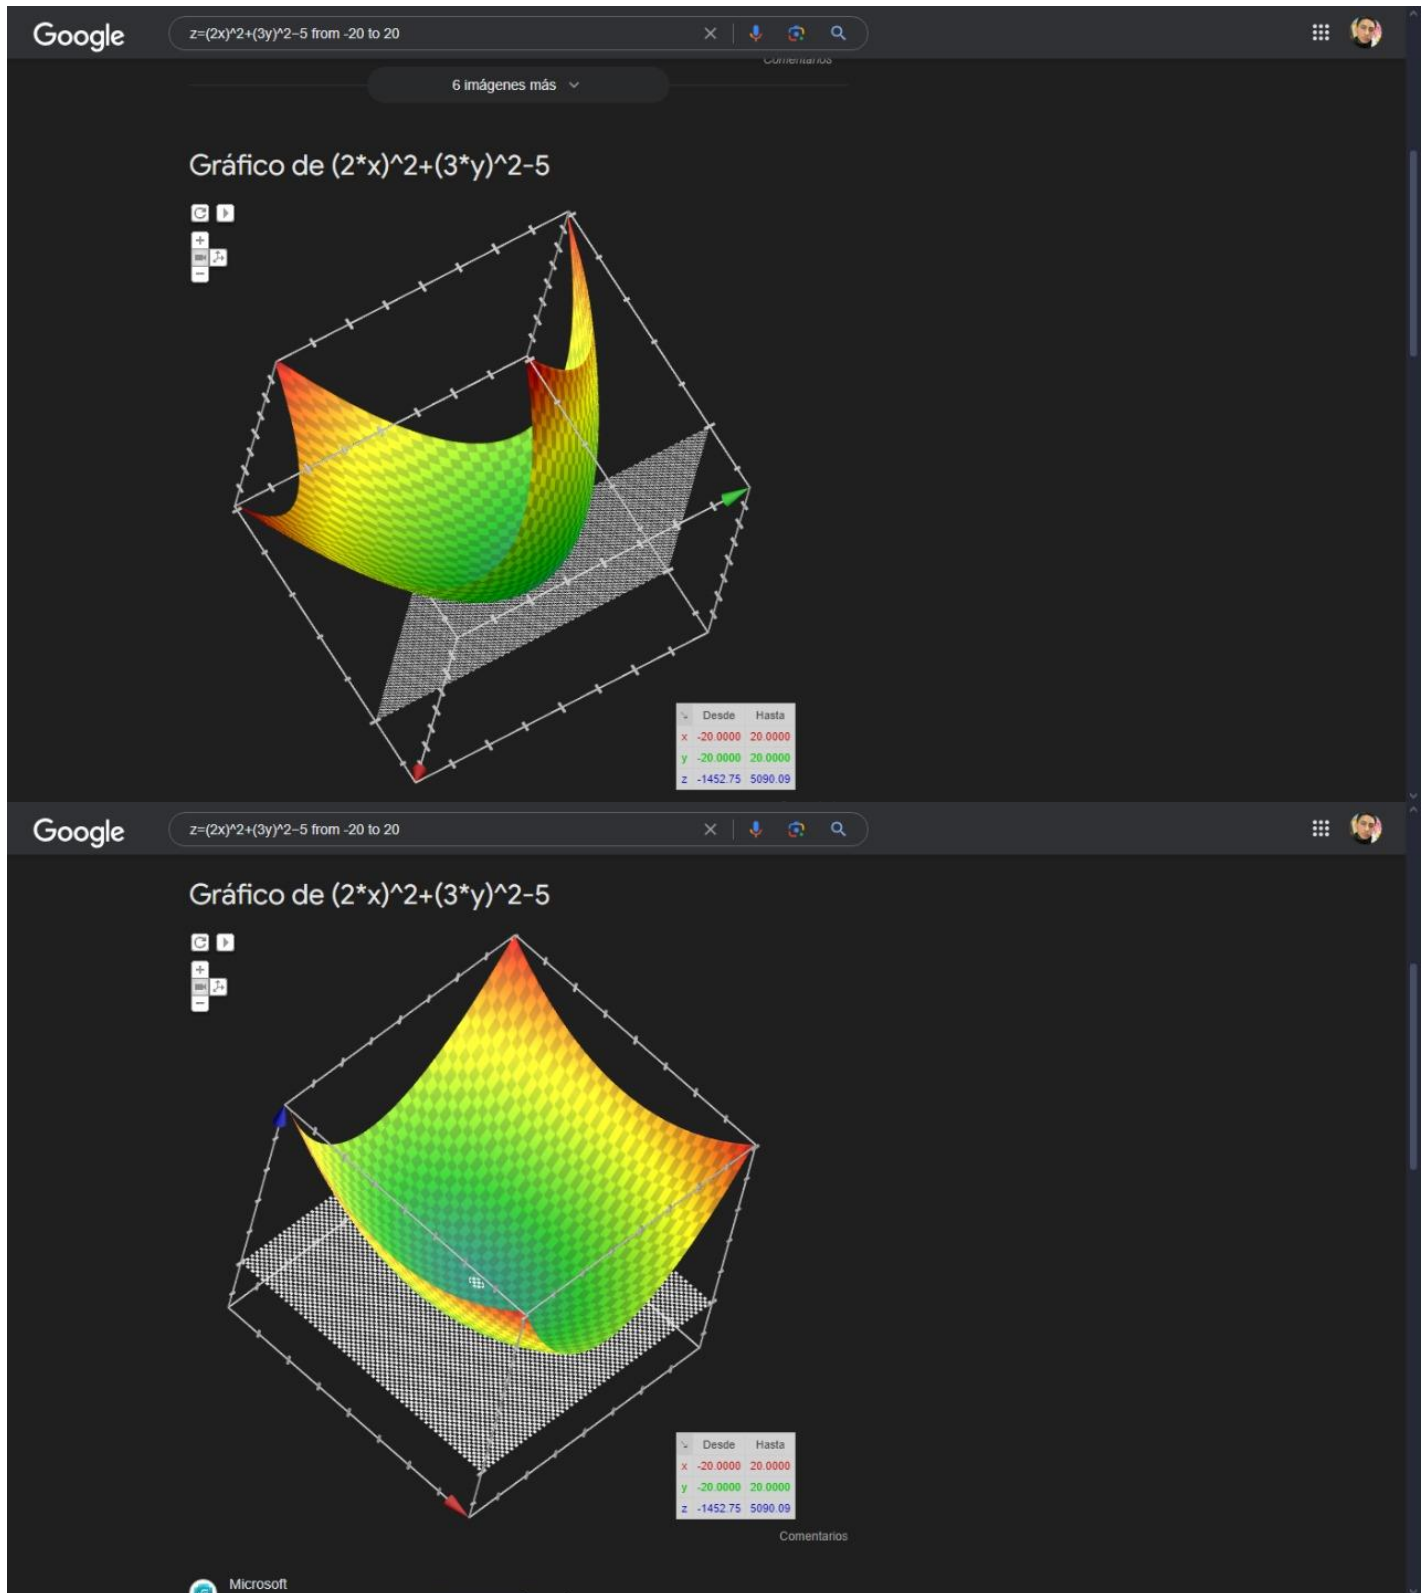 Google
z=(2x)^2+(3y)^2−5 from -20 to 20
Comentarios
6 imágenes más
Gráfico de (2*x)^2+(3*y)^2-5
Desde Hasta
x -20.0000 20.0000
y -20.0000 20.0000
z -1452.75 5090.09
Google
z=(2x)^2+(3y)^2−5 from -20 to 20
Gráfico de (2*x)^2+(3*y)^2-5
Desde Hasta
x -20.0000 20.0000
y -20.0000 20.0000
z -1452.75 5090.09
Comentarios
Microsoft